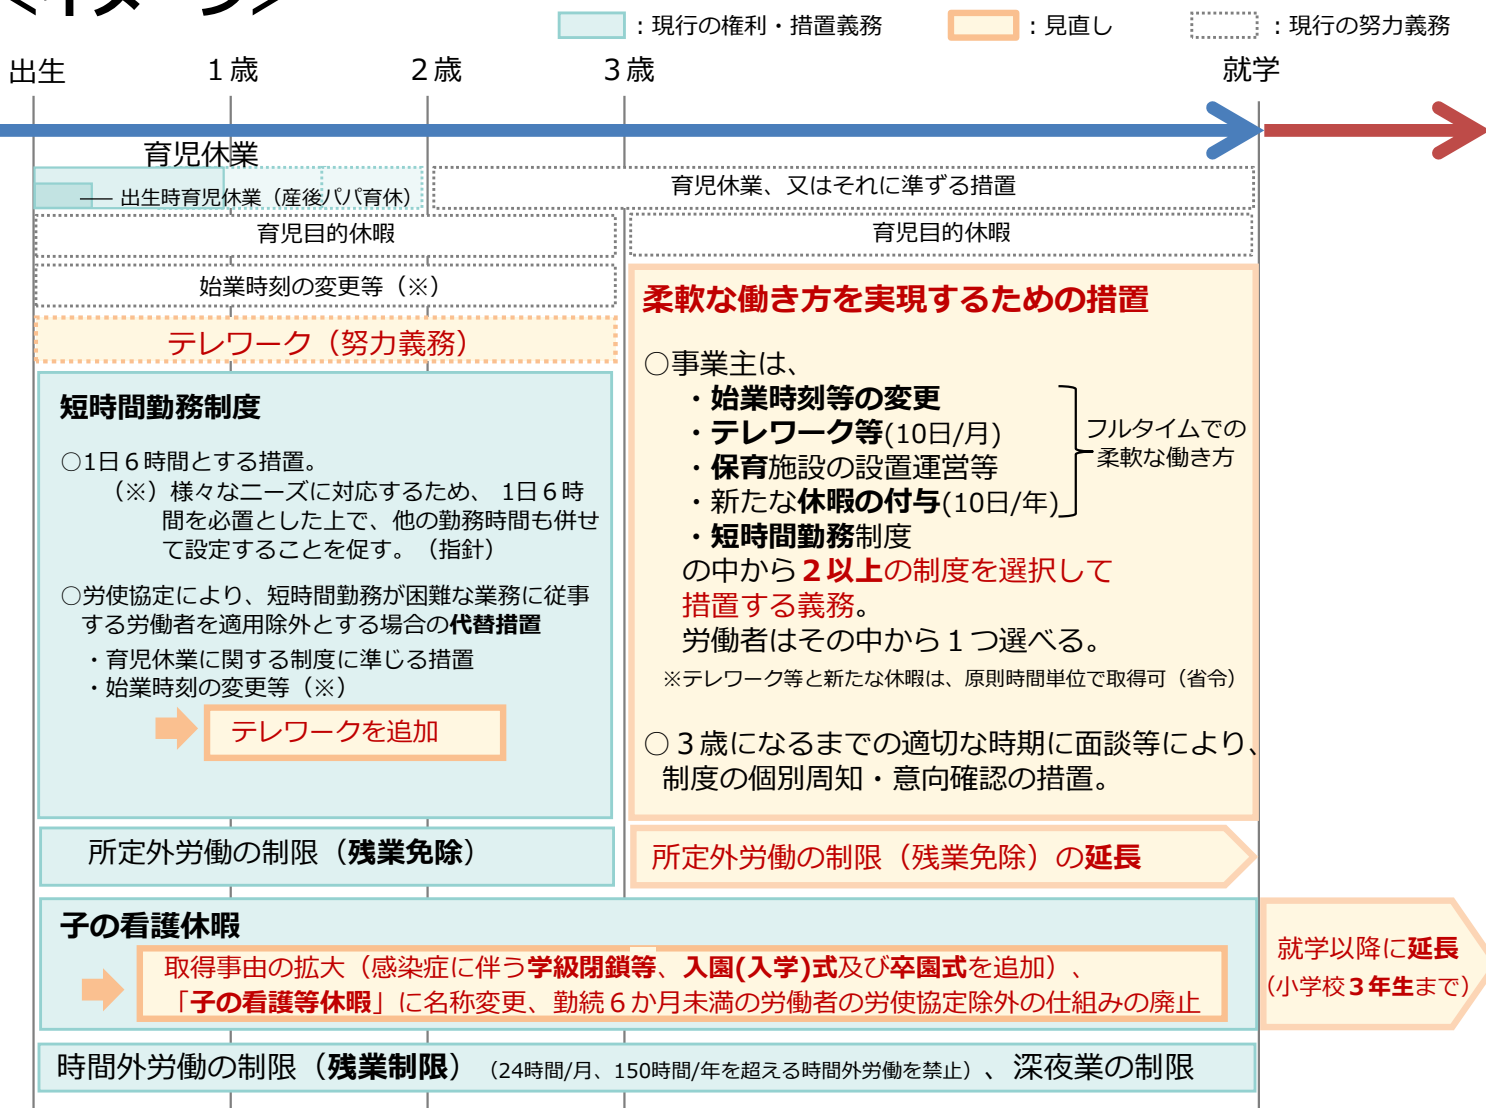 ＜イメージ＞
：現行の権利・措置義務
：見直し
：現行の努力義務
出生
１歳
２歳
３歳
就学
育児休業
出生時育児休業（産後パパ育休）
育児休業、又はそれに準ずる措置
育児目的休暇
育児目的休暇
始業時刻の変更等（※）
テレワーク（努力義務）
短時間勤務制度
○1日６時間とする措置。
（※）様々なニーズに対応するため、 1日６時
間を必置とした上で、他の勤務時間も併せ
て設定することを促す。（指針）
○労使協定により、短時間勤務が困難な業務に従事
する労働者を適用除外とする場合の代替措置
・育児休業に関する制度に準じる措置
・始業時刻の変更等（※）
テレワークを追加
柔軟な働き方を実現するための措置
○事業主は、
・始業時刻等の変更
・テレワーク等(10日/月)
・保育施設の設置運営等
・新たな休暇の付与(10日/年)
・短時間勤務制度
フルタイムでの
柔軟な働き方
の中から２以上の制度を選択して
措置する義務。
労働者はその中から１つ選べる。
※テレワーク等と新たな休暇は、原則時間単位で取得可（省令）
○３歳になるまでの適切な時期に面談等により、
制度の個別周知・意向確認の措置。
所定外労働の制限（残業免除）
所定外労働の制限（残業免除）の延長
子の看護休暇
取得事由の拡大（感染症に伴う学級閉鎖等、入園(入学)式及び卒園式を追加）、
「子の看護等休暇」に名称変更、勤続６か月未満の労働者の労使協定除外の仕組みの廃止
就学以降に延長
（小学校３年生まで）
時間外労働の制限（残業制限）（24時間/月、150時間/年を超える時間外労働を禁止）、深夜業の制限